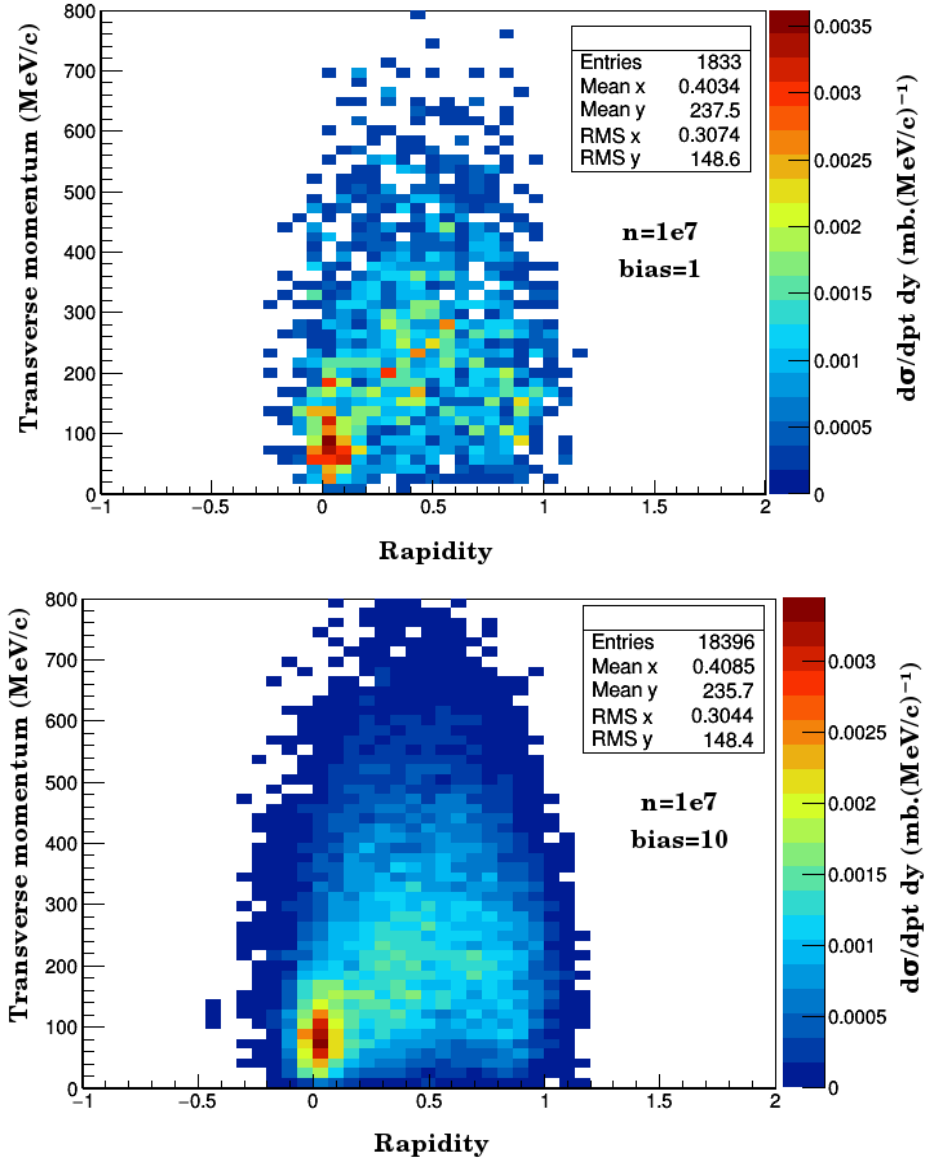 800
700
600
500
400
300
200
100
0
Transverse momentum (MeV/c)
−1
−0.5
0
0.5
1
1.5
2
Rapidity
Entries 1833
Mean x 0.4034
Mean y 237.5
RMS x 0.3074
RMS y 148.6
n=1e7
bias=1
0.0035
0.003
0.0025
0.002
0.0015
0.001
0.0005
0
dσ/dpt dy (mb.(MeV/c)⁻¹
800
700
600
500
400
300
200
100
0
Transverse momentum (MeV/c)
−1
−0.5
0
0.5
1
1.5
2
Rapidity
Entries 18396
Mean x 0.4085
Mean y 235.7
RMS x 0.3044
RMS y 148.4
n=1e7
bias=10
0.003
0.0025
0.002
0.0015
0.001
0.0005
0
dσ/dpt dy (mb.(MeV/c)⁻¹